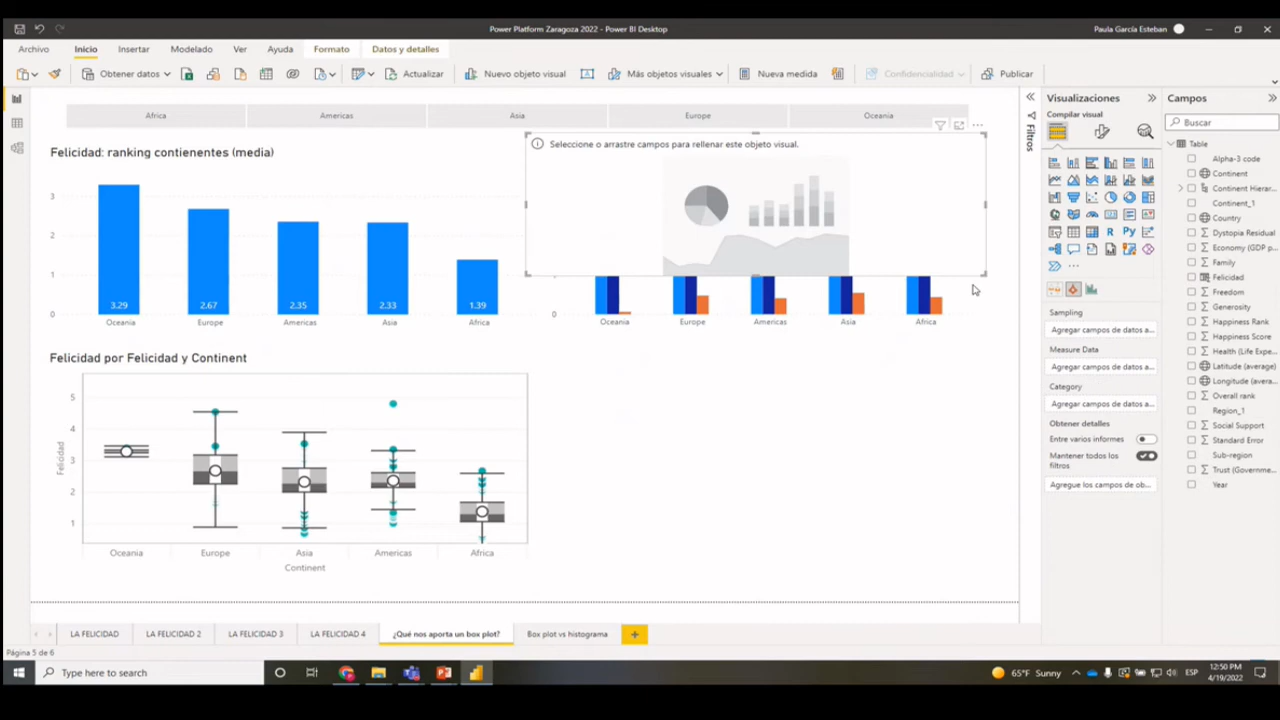 Power Platform Zaragoza 2022 - Power BI Desktop
Paula García Esteban
Archivo Inicio Insertar Modelado Ver Ayuda Formato Datos y detalles
Obtener datos Actualizar Nuevo objeto visual Más objetos visuales Nueva medida Confidencialidad Publicar
Africa Americas Asia Europe Oceania
Felicidad: ranking contienentes (media)
3
2
1
0
3.29 2.67 2.35 2.33 1.39
Oceania Europe Americas Asia Africa
Seleccione o arrastre campos para rellenar este objeto visual.
0
Oceania Europe Americas Asia Africa
Felicidad por Felicidad y Continent
Felicidad
5
4
3
2
1
Oceania Europe Asia Americas Africa
Continent
Filtros
Visualizaciones
Compilar visual
R Py
Sampling
Agregar campos de datos a...
Measure Data
Agregar campos de datos a...
Category
Agregar campos de datos a...
Obtener detalles
Entre varios informes
Mantener todos los
filtros
Agregue los campos de ob...
Campos
Buscar
Table
Alpha-3 code
Continent
Continent Hierar...
Continent_1
Country
Dystopia Residual
Economy (GDP p...
Family
Felicidad
Freedom
Generosity
Happiness Rank
Happiness Score
Health (Life Expe...
Latitude (average)
Longitude (avera...
Overall rank
Region_1
Social Support
Standard Error
Sub-region
Trust (Governme...
Year
LA FELICIDAD LA FELICIDAD 2 LA FELICIDAD 3 LA FELICIDAD 4 ¿Qué nos aporta un box plot? Box plot vs histograma
Página 5 de 6
Type here to search
65°F Sunny
ESP
12:50 PM
4/19/2022